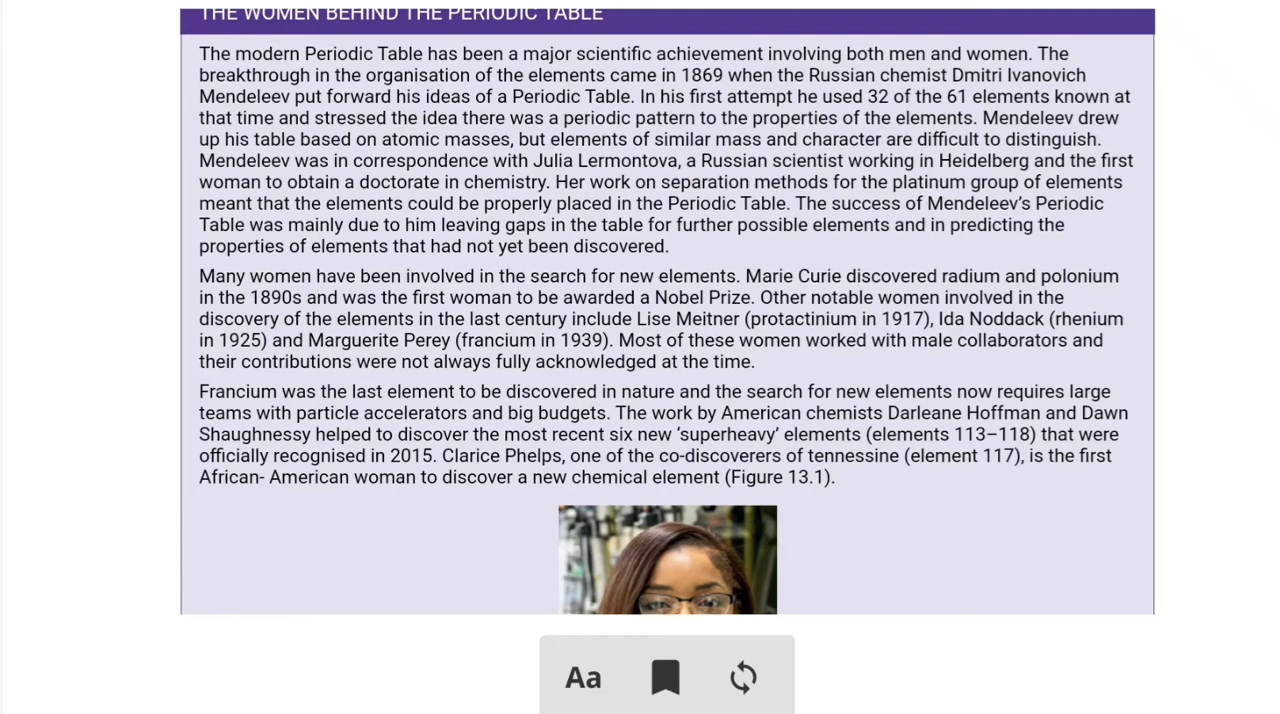 THE WOMEN BEHIND THE PERIODIC TABLE
The modern Periodic Table has been a major scientific achievement involving both men and women. The
breakthrough in the organisation of the elements came in 1869 when the Russian chemist Dmitri Ivanovich
Mendeleev put forward his ideas of a Periodic Table. In his first attempt he used 32 of the 61 elements known at
that time and stressed the idea there was a periodic pattern to the properties of the elements. Mendeleev drew
up his table based on atomic masses, but elements of similar mass and character are difficult to distinguish.
Mendeleev was in correspondence with Julia Lermontova, a Russian scientist working in Heidelberg and the first
woman to obtain a doctorate in chemistry. Her work on separation methods for the platinum group of elements
meant that the elements could be properly placed in the Periodic Table. The success of Mendeleev’s Periodic
Table was mainly due to him leaving gaps in the table for further possible elements and in predicting the
properties of elements that had not yet been discovered.
Many women have been involved in the search for new elements. Marie Curie discovered radium and polonium
in the 1890s and was the first woman to be awarded a Nobel Prize. Other notable women involved in the
discovery of the elements in the last century include Lise Meitner (protactinium in 1917), Ida Noddack (rhenium
in 1925) and Marguerite Perey (francium in 1939). Most of these women worked with male collaborators and
their contributions were not always fully acknowledged at the time.
Francium was the last element to be discovered in nature and the search for new elements now requires large
teams with particle accelerators and big budgets. The work by American chemists Darleane Hoffman and Dawn
Shaughnessy helped to discover the most recent six new ‘superheavy’ elements (elements 113–118) that were
officially recognised in 2015. Clarice Phelps, one of the co-discoverers of tennessine (element 117), is the first
African- American woman to discover a new chemical element (Figure 13.1).
Aa